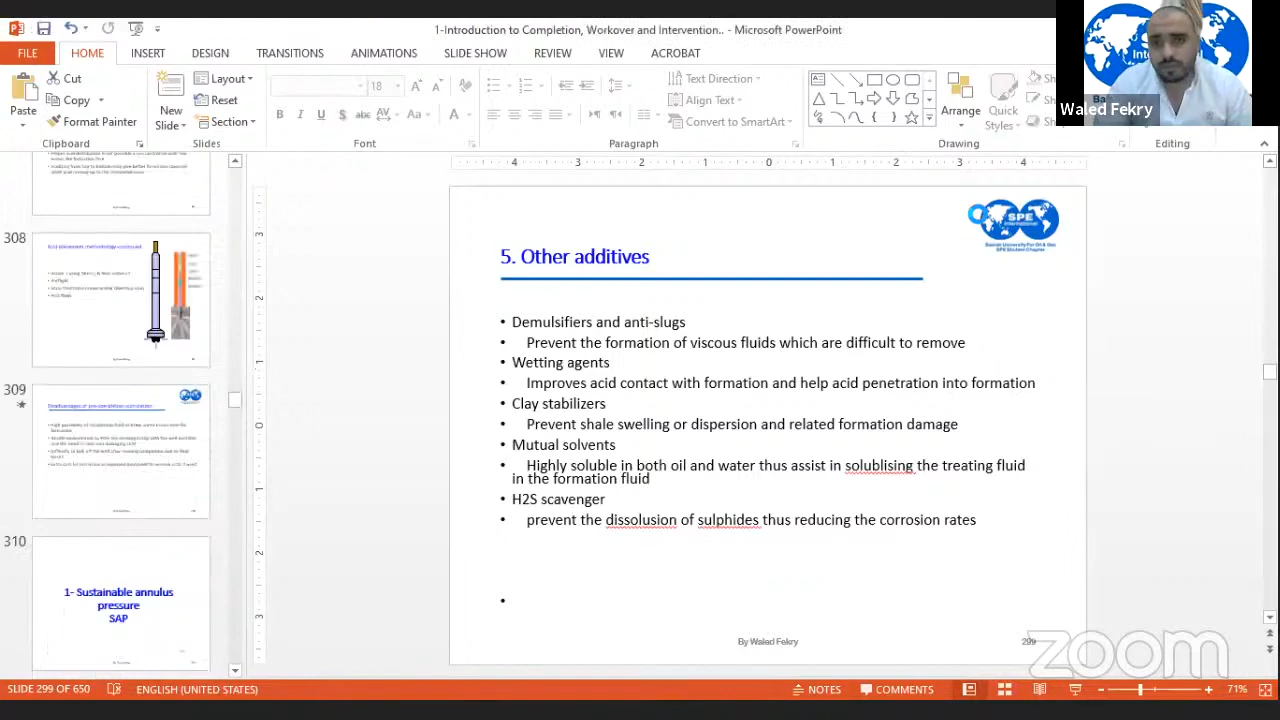 1-Introduction to Completion, Workover and Intervention.. - Microsoft PowerPoint
FILE
HOME
INSERT
DESIGN
TRANSITIONS
ANIMATIONS
SLIDE SHOW
REVIEW
VIEW
ACROBAT
Cut
Copy
Format Painter
Paste
Clipboard
New
Slide
Layout
Reset
Section
Slides
18
Font
Paragraph
Text Direction
Align Text
Convert to SmartArt
Arrange
Quick
Styles
Drawing
Editing
Waled Fekry
308
309
310
1- Sustainable annulus
pressure
SAP
SPE
International
5. Other additives
• Demulsifiers and anti-slugs
• Prevent the formation of viscous fluids which are difficult to remove
• Wetting agents
• Improves acid contact with formation and help acid penetration into formation
• Clay stabilizers
• Prevent shale swelling or dispersion and related formation damage
• Mutual solvents
• Highly soluble in both oil and water thus assist in solublising the treating fluid
in the formation fluid
• H2S scavenger
• prevent the dissolusion of sulphides thus reducing the corrosion rates
•
By Waled Fekry
299
zoom
SLIDE 299 OF 650
ENGLISH (UNITED STATES)
NOTES
COMMENTS
71%